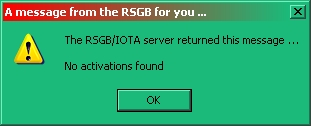 A message from the RSGB for you ...
The RSGB/IOTA server returned this message ...
No activations found
OK